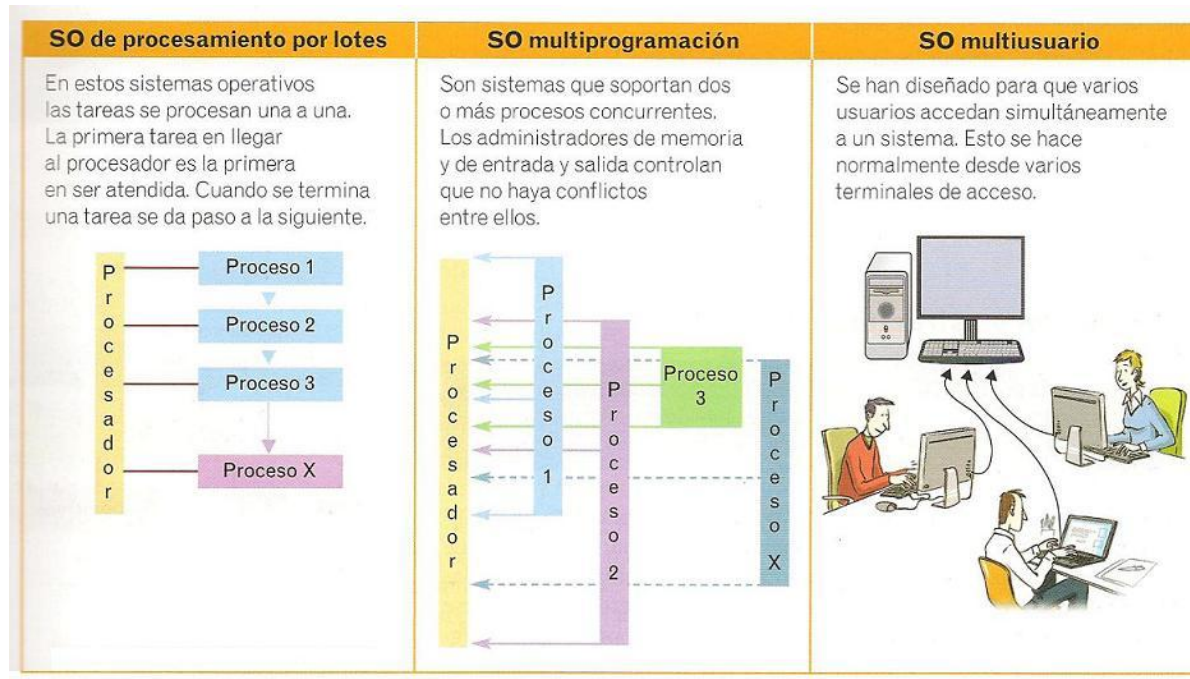 SO de procesamiento por lotes
En estos sistemas operativos
las tareas se procesan una a una.
La primera tarea en llegar
al procesador es la primera
en ser atendida. Cuando se termina
una tarea se da paso a la siguiente.
Procesador
Proceso 1
Proceso 2
Proceso 3
Proceso X
SO multiprogramación
Son sistemas que soportan dos
o más procesos concurrentes.
Los administradores de memoria
y de entrada y salida controlan
que no haya conflictos
entre ellos.
Procesador
Proceso 1
Proceso 2
Proceso
3
Proceso X
SO multiusuario
Se han diseñado para que varios
usuarios accedan simultáneamente
a un sistema. Esto se hace
normalmente desde varios
terminales de acceso.